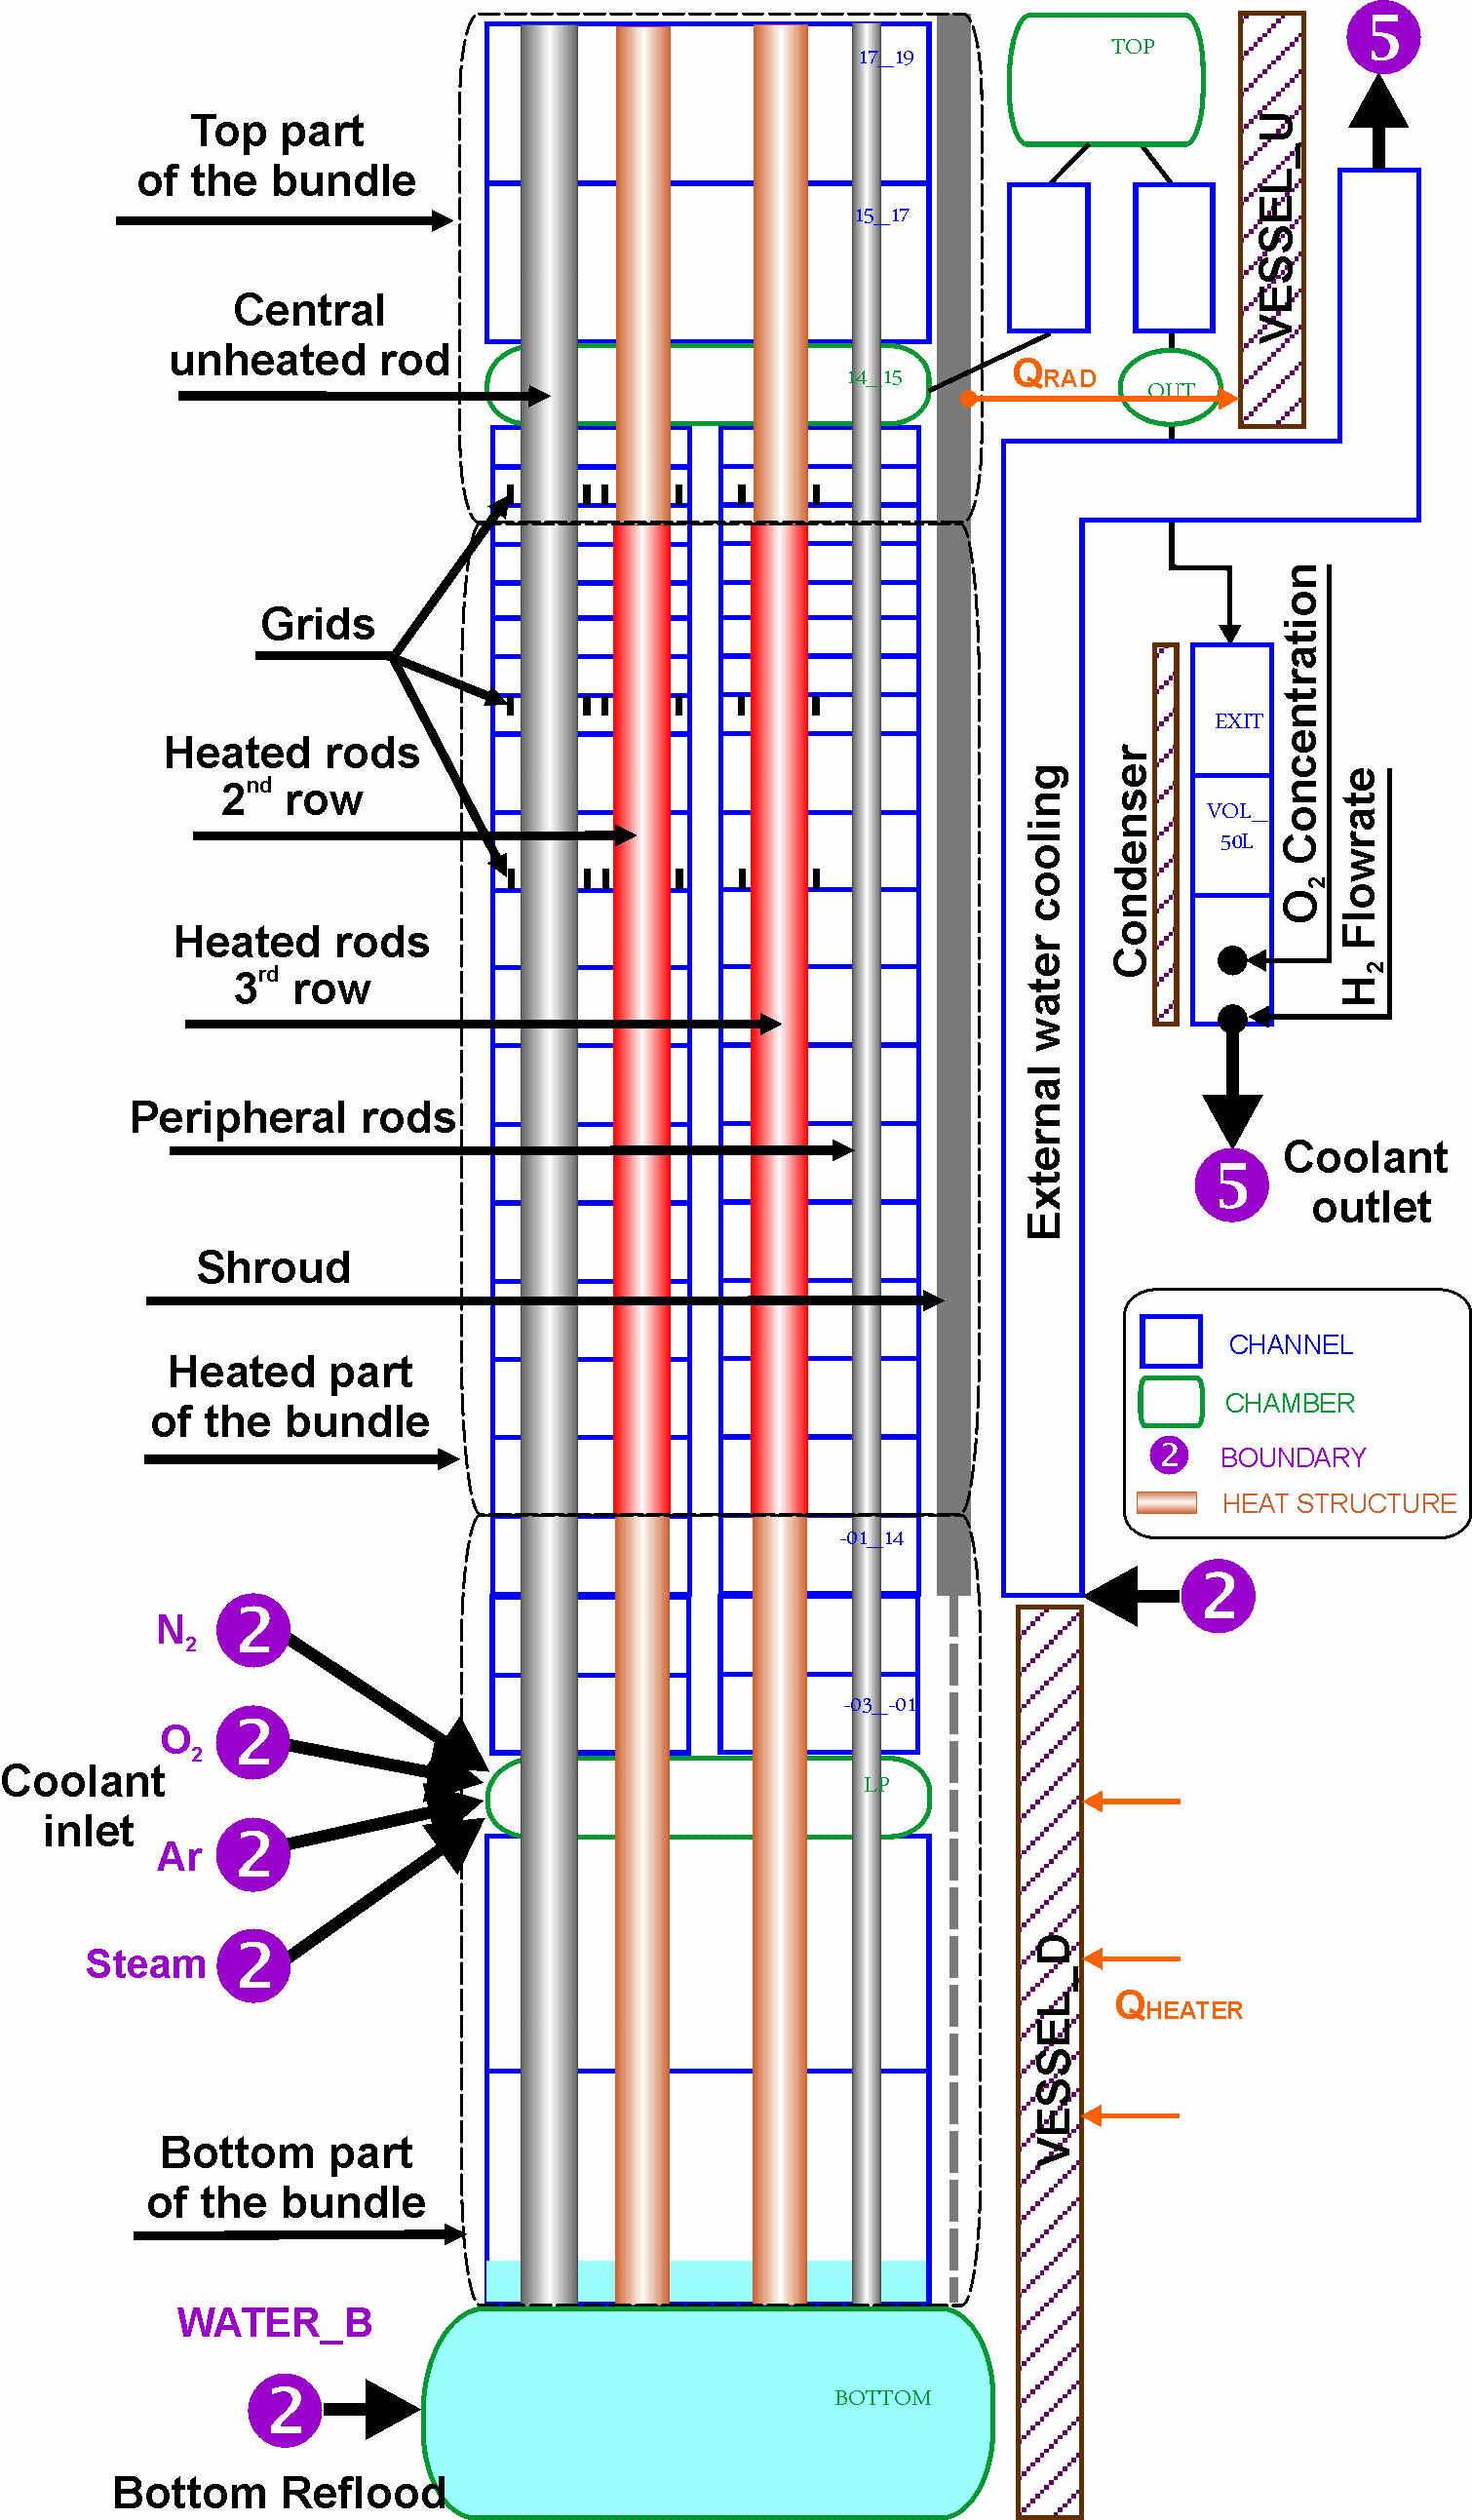 Top part
of the bundle
Central
unheated rod
Grids
Heated rods
2nd row
Heated rods
3rd row
Peripheral rods
Shroud
Heated part
of the bundle
N2
O2
Coolant
inlet
Ar
Steam
2
2
2
2
Bottom part
of the bundle
WATER_B
2
Bottom Reflood
17_19
15_17
14_15
-01_14
-03_-01
LP
BOTTOM
TOP
OUT
QRAD
VESSEL_U
5
External water cooling
Condenser
EXIT
VOL_
50L
O2 Concentration
H2 Flowrate
5
Coolant
outlet
CHANNEL
CHAMBER
2 BOUNDARY
HEAT STRUCTURE
2
VESSEL_D
QHEATER